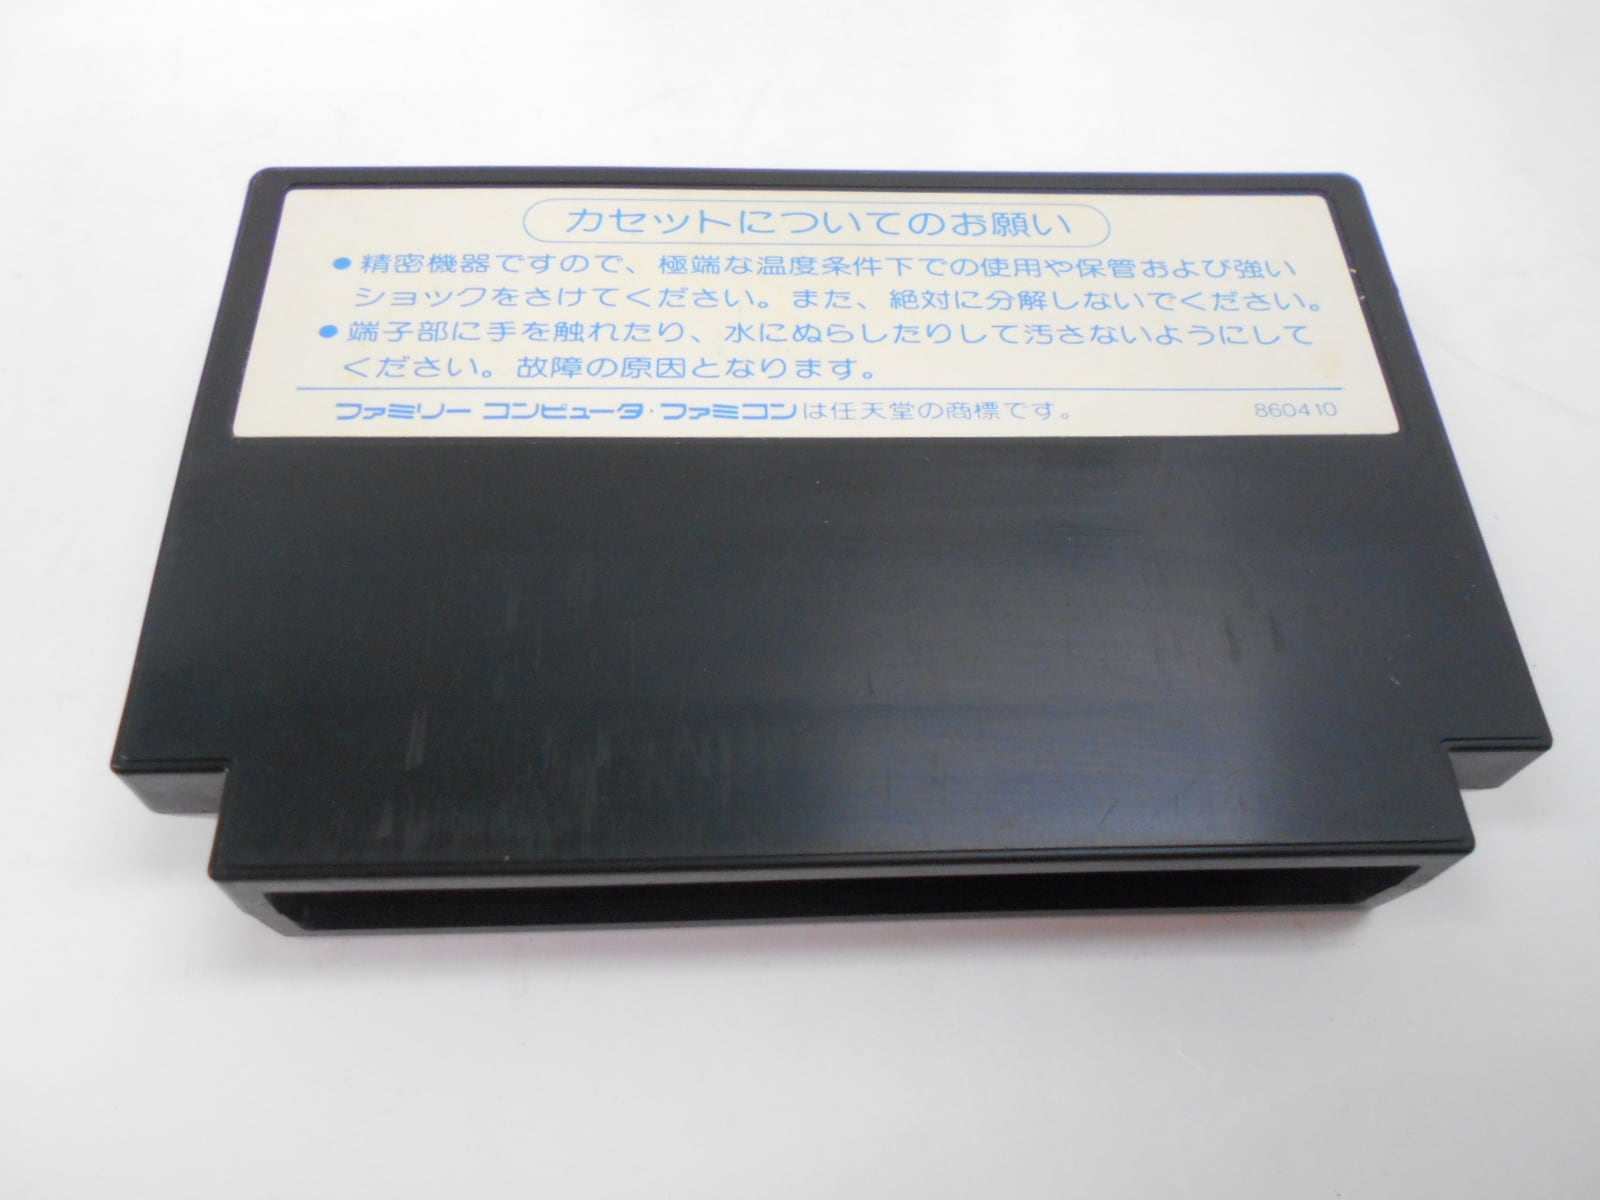 カセットについてのお願い
●精密機器ですので、極端な温度条件下での使用や保管および強い
ショックをさけてください。また、絶対に分解しないでください。
●端子部に手を触れたり、水にぬらしたりして汚さないようにして
ください。故障の原因となります。
ファミリー コンピュータ・ファミコンは任天堂の商標です。 860410